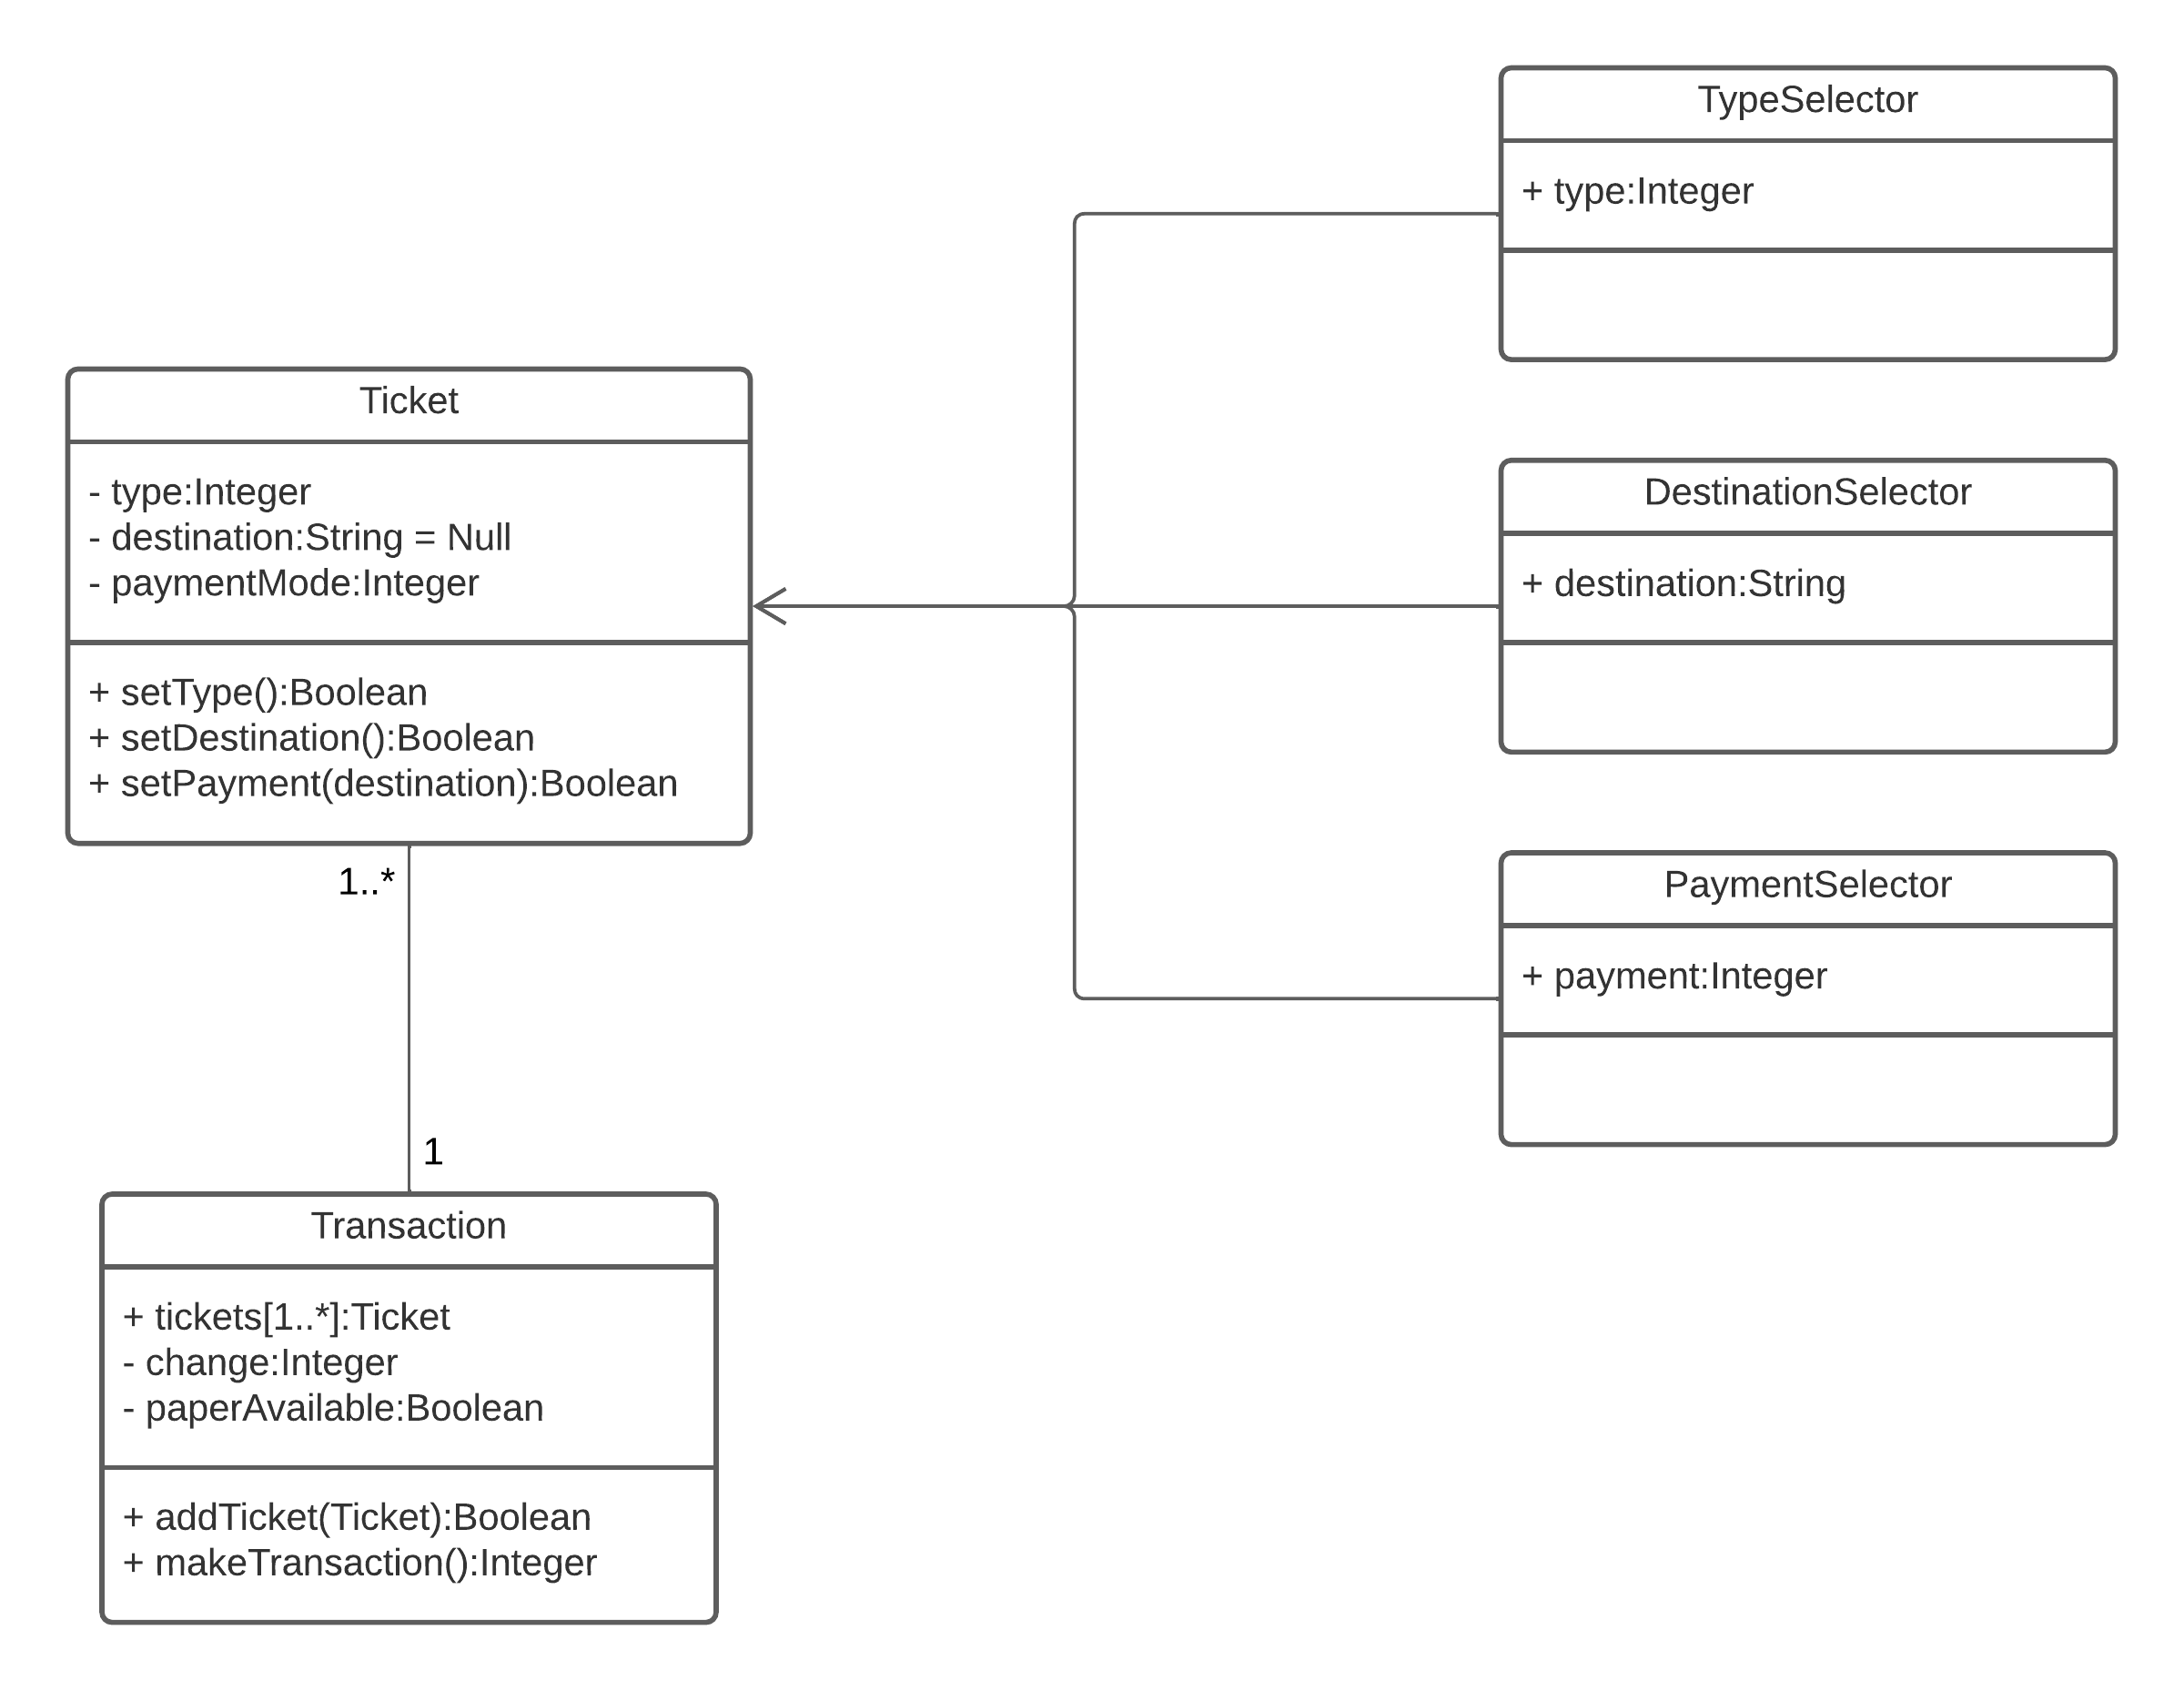 TypeSelector
+ type:Integer
Ticket
- type:Integer
- destination:String = Null
- paymentMode:Integer
+ setType():Boolean
+ setDestination():Boolean
+ setPayment(destination):Boolean
DestinationSelector
+ destination:String
PaymentSelector
+ payment:Integer
1..*
1
Transaction
+ tickets[1..*]:Ticket
- change:Integer
- paperAvailable:Boolean
+ addTicket(Ticket):Boolean
+ makeTransaction():Integer